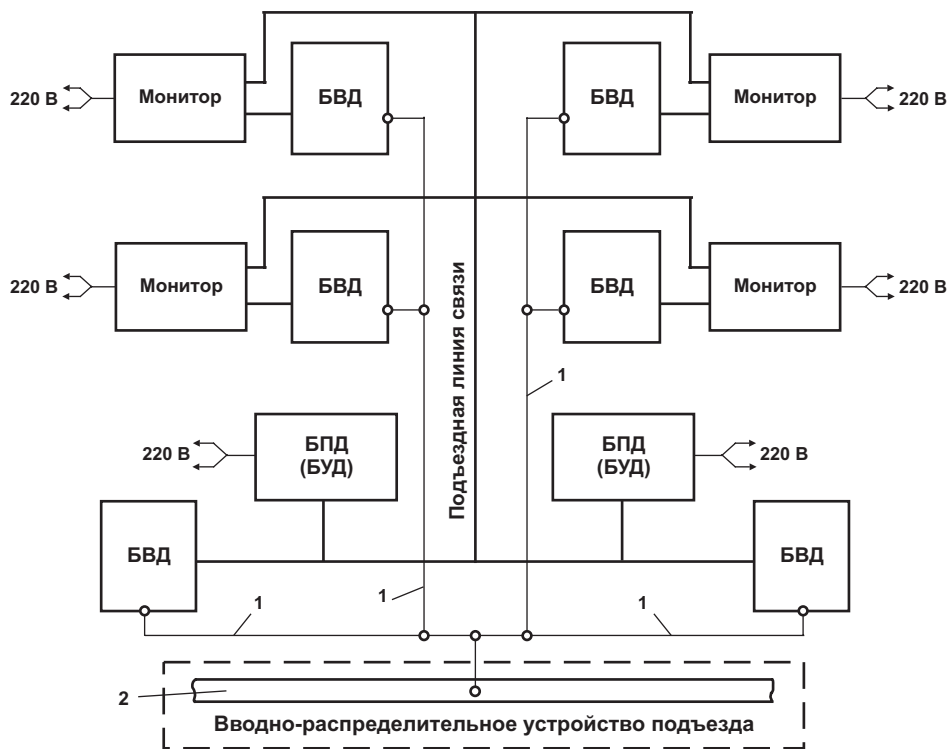 220 В
Монитор
БВД
БВД
Монитор
220 В
220 В
Монитор
БВД
БВД
Монитор
220 В
Подъездная линия связи
1
220 В
БПД
(БУД)
БПД
(БУД)
220 В
БВД
БВД
1
1
1
2
Вводно-распределительное устройство подъезда